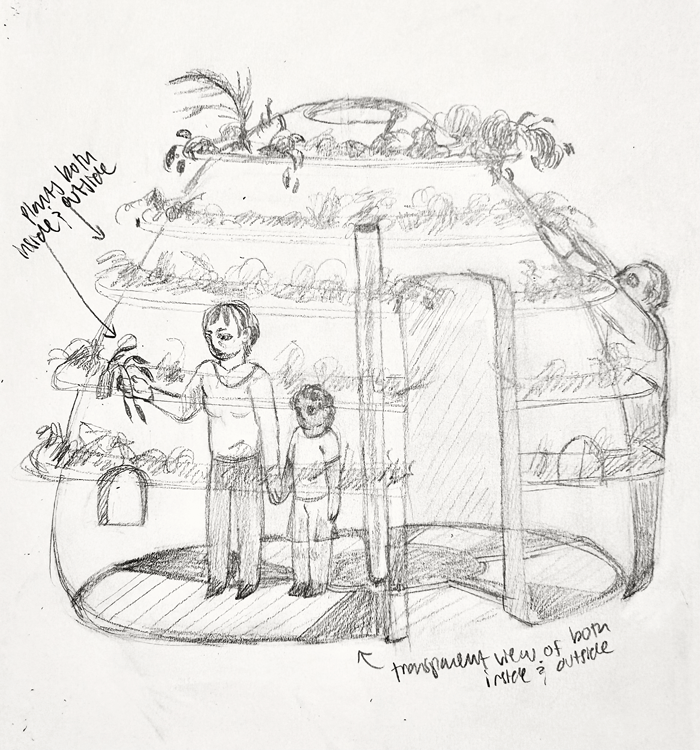 Plants both
inside & outside
transparent view of both
inside & outside